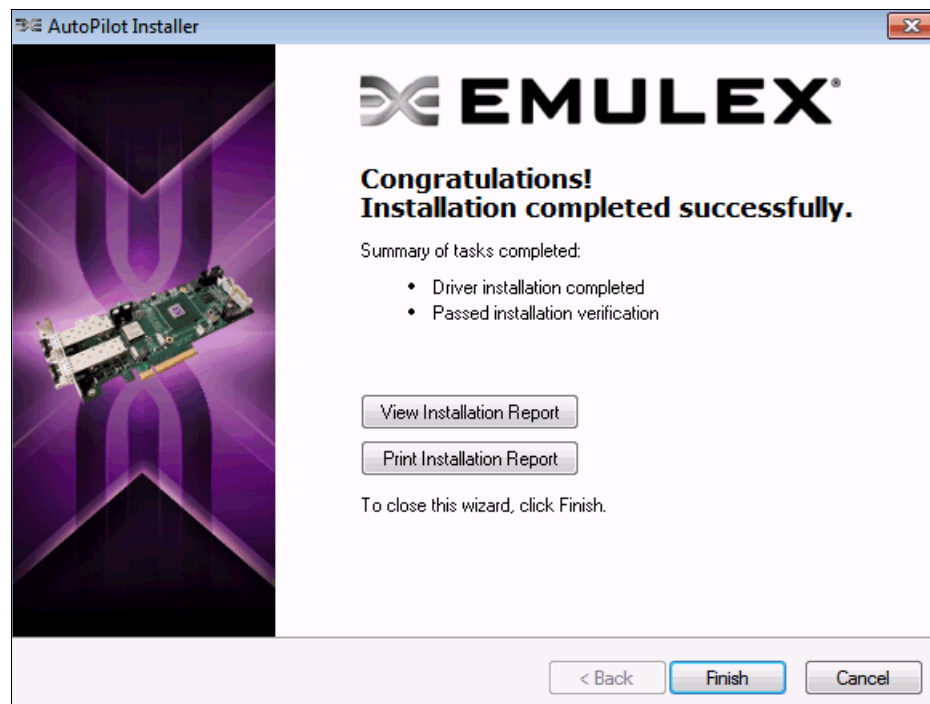 AutoPilot Installer
EMULEX®
Congratulations!
Installation completed successfully.
Summary of tasks completed:
• Driver installation completed
• Passed installation verification
View Installation Report
Print Installation Report
To close this wizard, click Finish.
< Back Finish Cancel